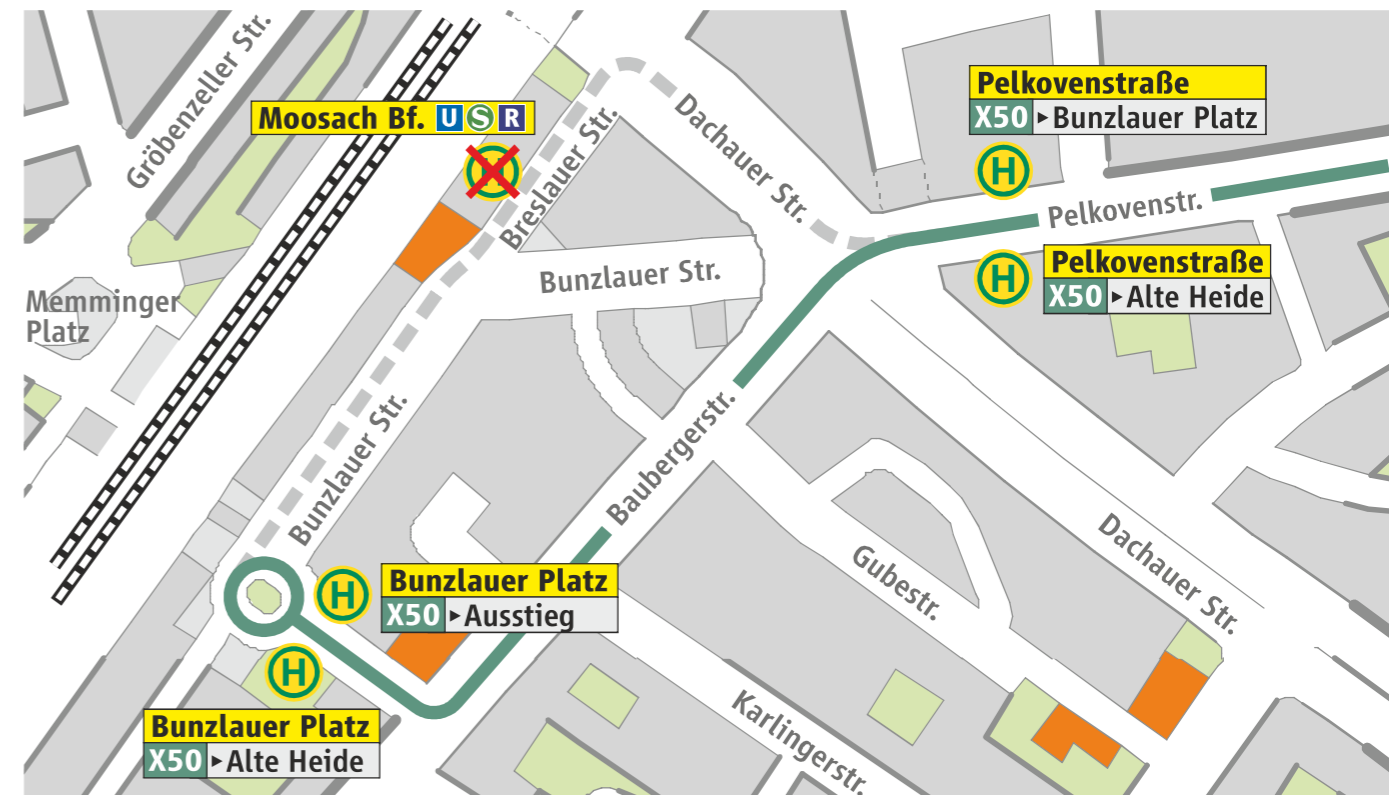 Gröbenzeller Str.
Moosach Bf. U S R
H
Breslauer Str.
Dachauer Str.
Pelkovenstraße
X50 ▸ Bunzlauer Platz
H
Pelkovenstr.
H
Pelkovenstraße
X50 ▸ Alte Heide
Bunzlauer Str.
Memminger
Platz
Bunzlauer Str.
Baubergerstr.
Dachauer Str.
Gubestr.
H
Bunzlauer Platz
X50 ▸ Ausstieg
H
Bunzlauer Platz
X50 ▸ Alte Heide
Karlingerstr.